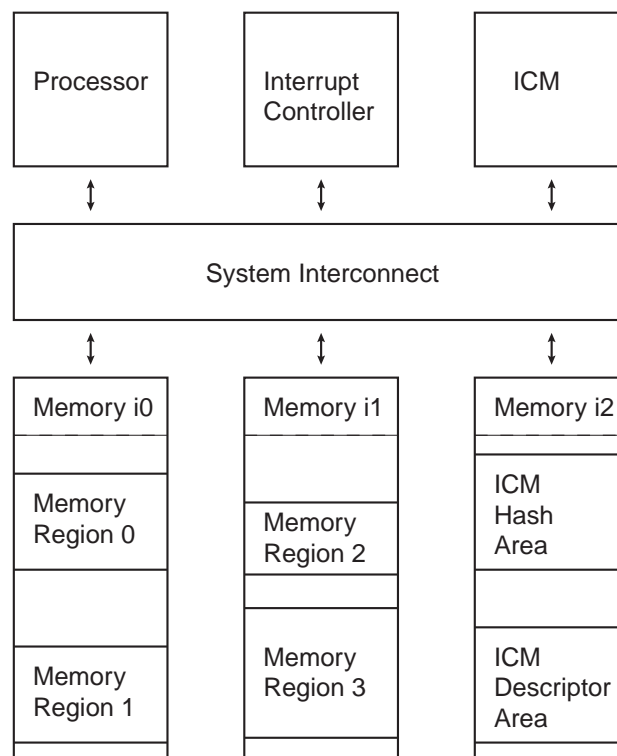 Processor
Interrupt
Controller
ICM
System Interconnect
Memory i0
Memory i1
Memory i2
Memory
Region 0
Memory
Region 2
ICM
Hash
Area
Memory
Region 1
Memory
Region 3
ICM
Descriptor
Area